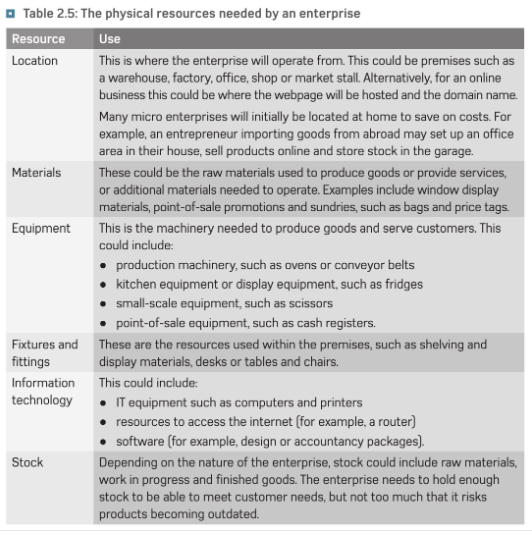 Table 2.5: The physical resources needed by an enterprise
Resource Use
Location This is where the enterprise will operate from. This could be premises such as
a warehouse, factory, office, shop or market stall. Alternatively, for an online
business this could be where the webpage will be hosted and the domain name.
Many micro enterprises will initially be located at home to save on costs. For
example, an entrepreneur importing goods from abroad may set up an office
area in their house, sell products online and store stock in the garage.
Materials These could be the raw materials used to produce goods or provide services,
or additional materials needed to operate. Examples include window display
materials, point-of-sale promotions and sundries, such as bags and price tags.
Equipment This is the machinery needed to produce goods and serve customers. This
could include:
• production machinery, such as ovens or conveyor belts
• kitchen equipment or display equipment, such as fridges
• small-scale equipment, such as scissors
• point-of-sale equipment, such as cash registers.
Fixtures and These are the resources used within the premises, such as shelving and
fittings display materials, desks or tables and chairs.
Information This could include:
technology • IT equipment such as computers and printers
• resources to access the internet (for example, a router)
• software (for example, design or accountancy packages).
Stock Depending on the nature of the enterprise, stock could include raw materials,
work in progress and finished goods. The enterprise needs to hold enough
stock to be able to meet customer needs, but not too much that it risks
products becoming outdated.